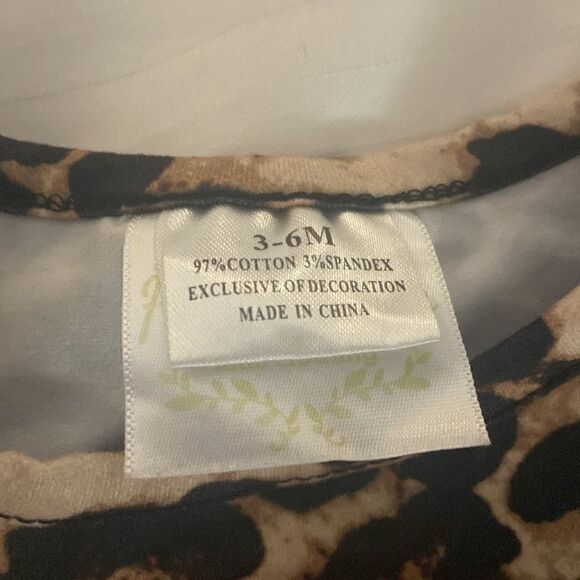 3-6M
97%COTTON 3%SPANDEX
EXCLUSIVE OF DECORATION
MADE IN CHINA